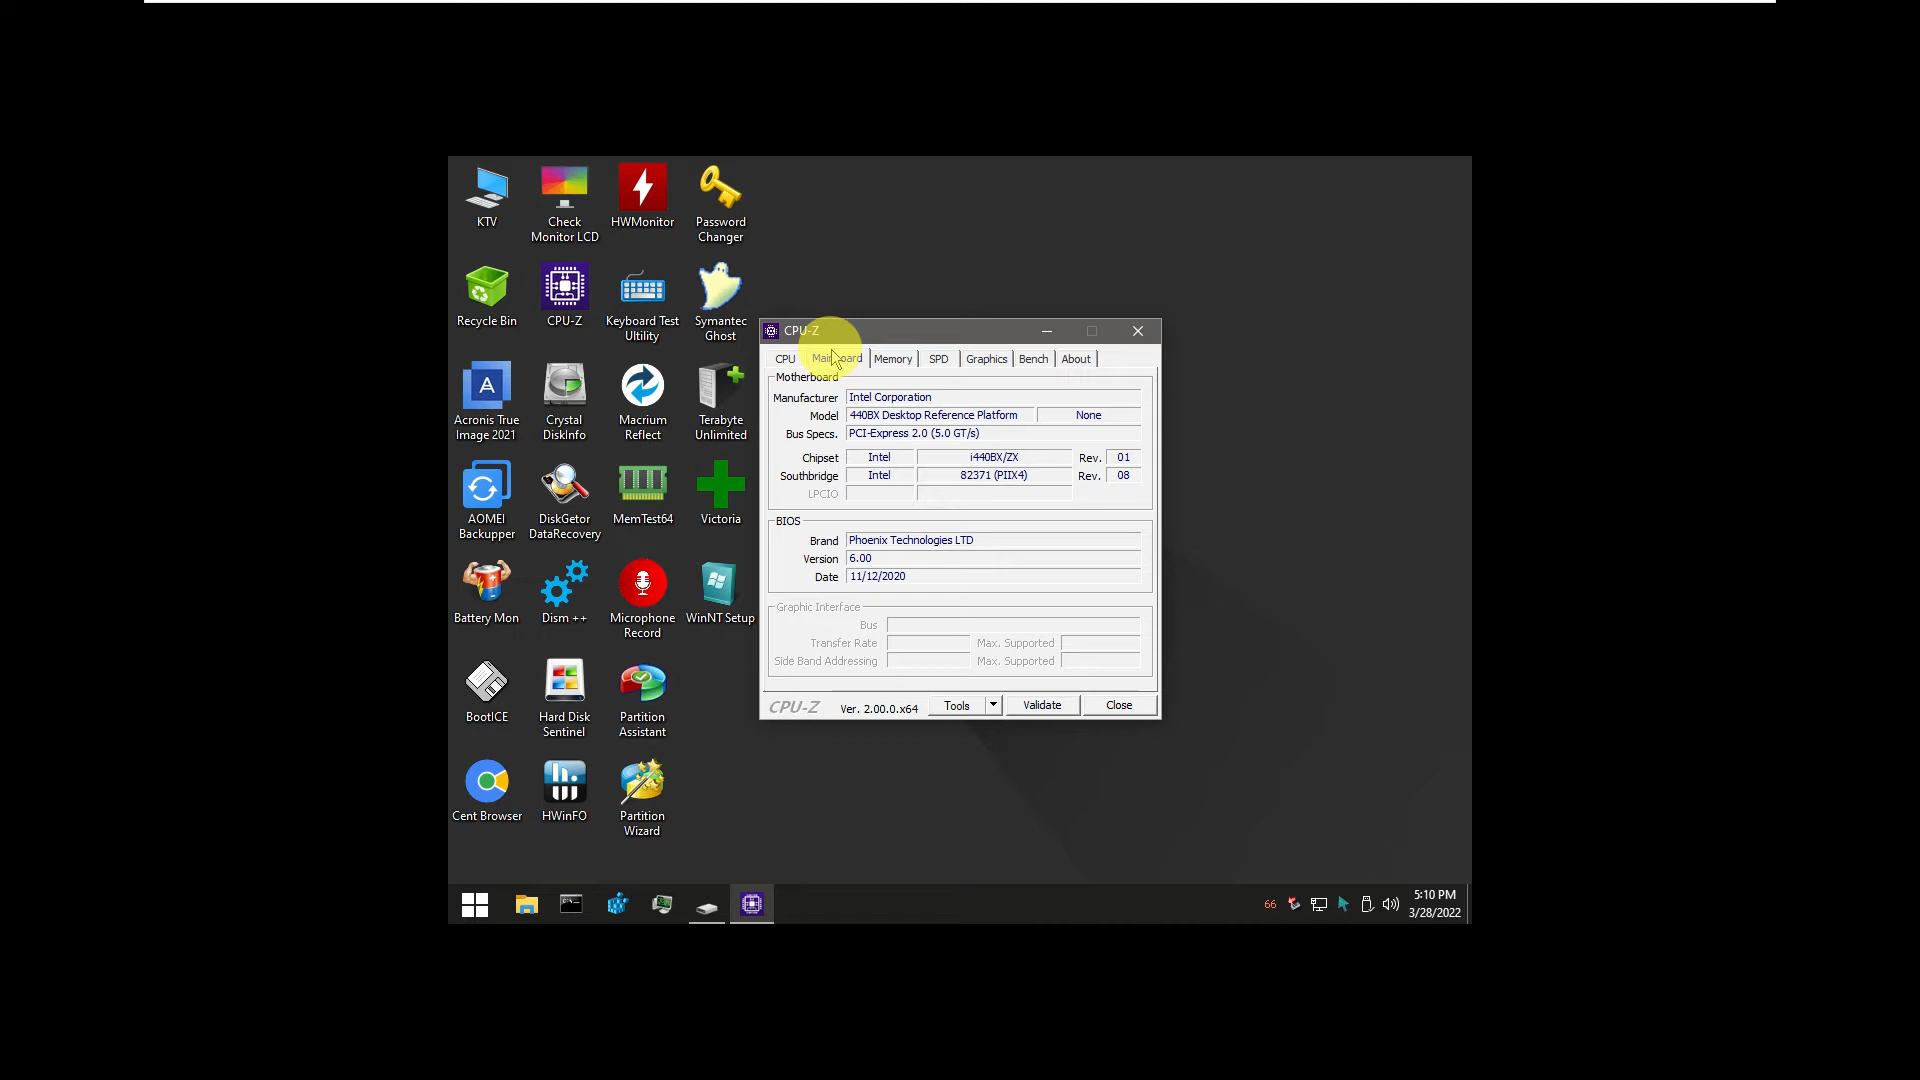 KTV
Check
Monitor LCD
HWMonitor
Password
Changer
Recycle Bin
CPU-Z
Keyboard Test
Ultility
Symantec
Ghost
Acronis True
Image 2021
Crystal
DiskInfo
Macrium
Reflect
Terabyte
Unlimited
AOMEI
Backupper
DiskGetor
DataRecovery
MemTest64
Victoria
Battery Mon
Dism ++
Microphone
Record
WinNT Setup
BootICE
Hard Disk
Sentinel
Partition
Assistant
Cent Browser
HWinFO
Partition
Wizard
CPU-Z
CPU Mainboard Memory SPD Graphics Bench About
Motherboard
Manufacturer Intel Corporation
Model 440BX Desktop Reference Platform None
Bus Specs. PCI-Express 2.0 (5.0 GT/s)
Chipset Intel i440BX/ZX Rev. 01
Southbridge Intel 82371 (PIIX4) Rev. 08
LPCIO
BIOS
Brand Phoenix Technologies LTD
Version 6.00
Date 11/12/2020
Graphic Interface
Bus
Transfer Rate Max. Supported
Side Band Addressing Max. Supported
CPU-Z Ver. 2.00.0.x64 Tools Validate Close
66
5:10 PM
3/28/2022